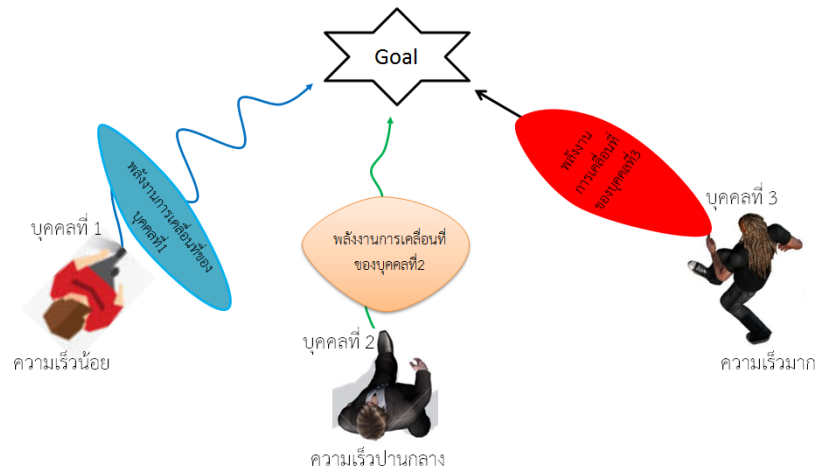 Goal
พลังงานการเคลื่อนที่ของ
บุคคลที่1
บุคคลที่ 1
ความเร็วน้อย
พลังงานการเคลื่อนที่
ของบุคคลที่2
บุคคลที่ 2
ความเร็วปานกลาง
พลังงาน
การเคลื่อนที่
ของบุคคลที่3
บุคคลที่ 3
ความเร็วมาก